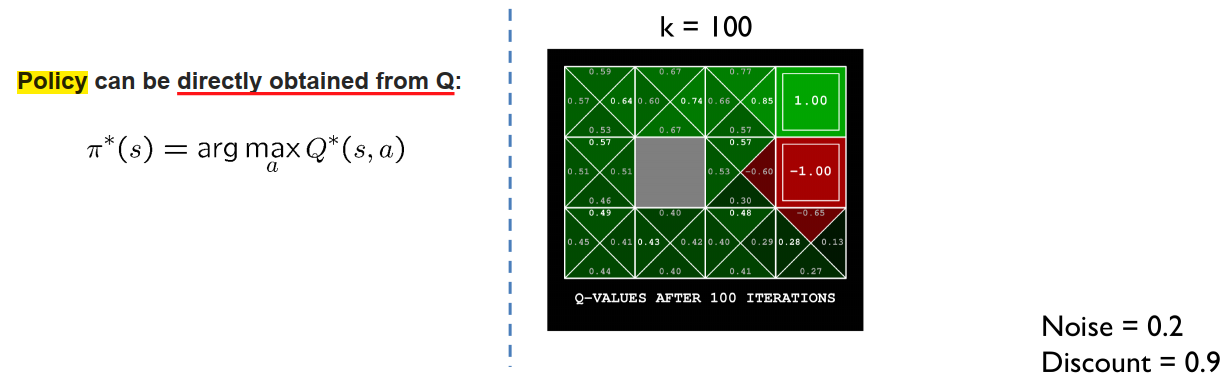 Policy can be directly obtained from Q:
π*(s) = arg max Q*(s, a)
a
k = 100
0.59 0.67 0.77
0.57 0.64 0.60 0.74 0.66 0.85 1.00
0.53 0.67 0.57
0.57 0.57
0.51 0.51 0.53 -0.60 -1.00
0.46 0.30
0.49 0.40 0.48 -0.65
0.45 0.41 0.43 0.42 0.40 0.29 0.28 0.13
0.44 0.40 0.41 0.27
Q-VALUES AFTER 100 ITERATIONS
Noise = 0.2
Discount = 0.9